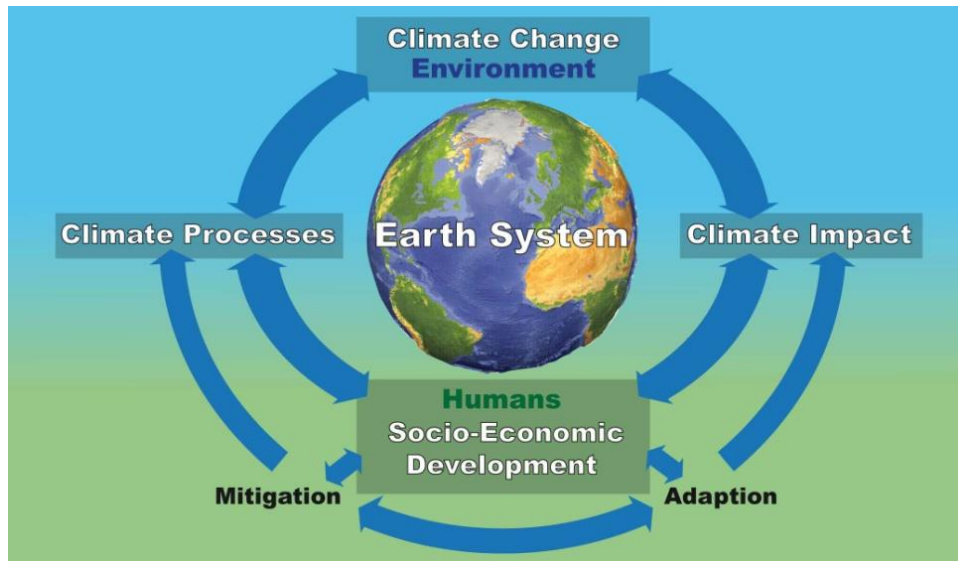 Climate Change
Environment
Climate Processes
Earth System
Climate Impact
Humans
Socio-Economic
Development
Mitigation
Adaption